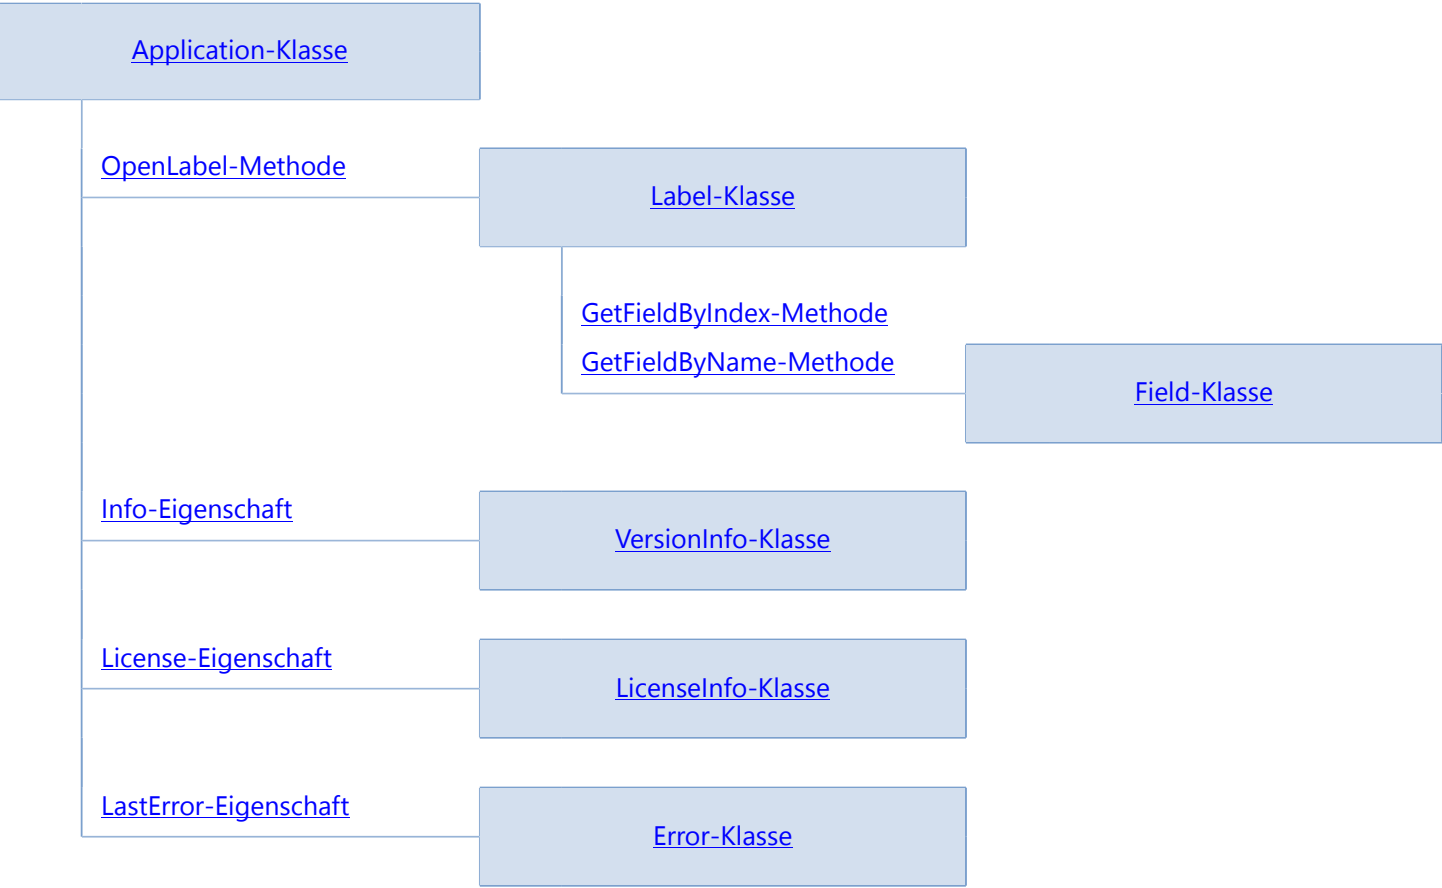 Application-Klasse
OpenLabel-Methode
Label-Klasse
GetFieldByIndex-Methode
GetFieldByName-Methode
Field-Klasse
Info-Eigenschaft
VersionInfo-Klasse
License-Eigenschaft
LicenseInfo-Klasse
LastError-Eigenschaft
Error-Klasse